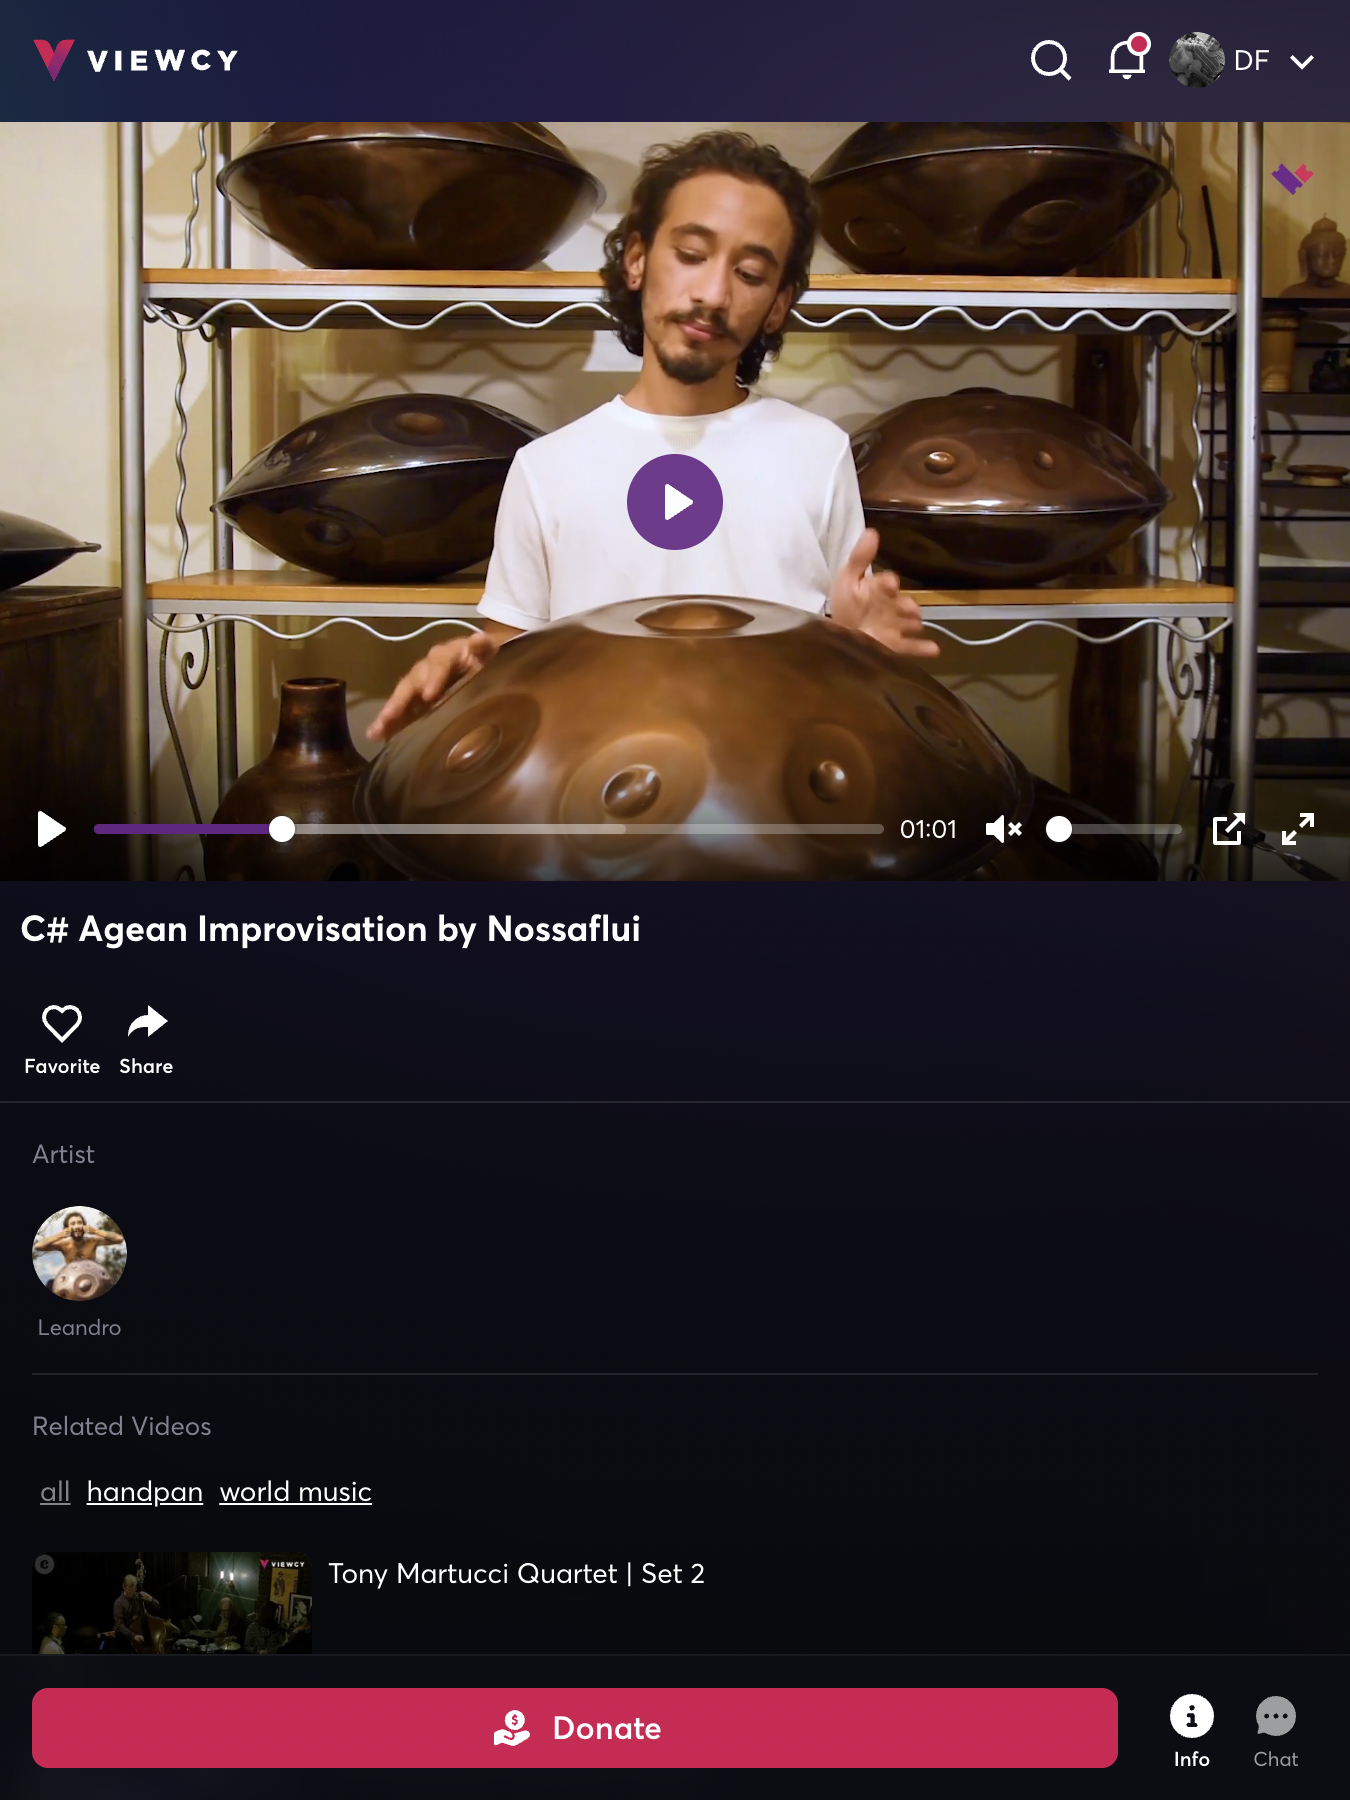 VIEWCY
DF
01:01
C# Agean Improvisation by Nossaflui
Favorite Share
Artist
Leandro
Related Videos
all handpan world music
VIEWCY
Tony Martucci Quartet | Set 2
Donate
Info
Chat